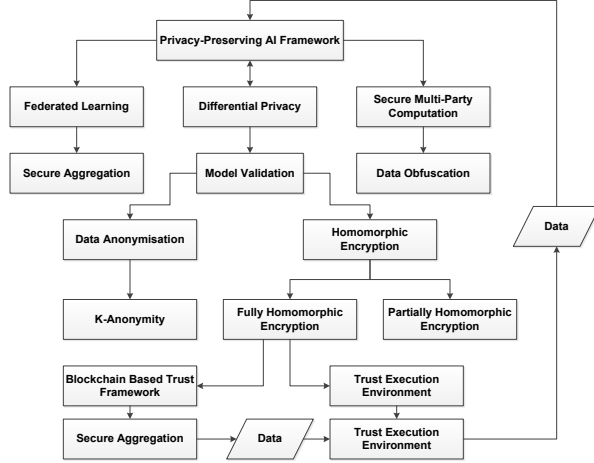 Privacy-Preserving AI Framework
Federated Learning
Differential Privacy
Secure Multi-Party
Computation
Secure Aggregation
Model Validation
Data Obfuscation
Data
Data Anonymisation
Homomorphic
Encryption
K-Anonymity
Fully Homomorphic
Encryption
Partially Homomorphic
Encryption
Blockchain Based Trust
Framework
Trust Execution
Environment
Secure Aggregation
Data
Trust Execution
Environment